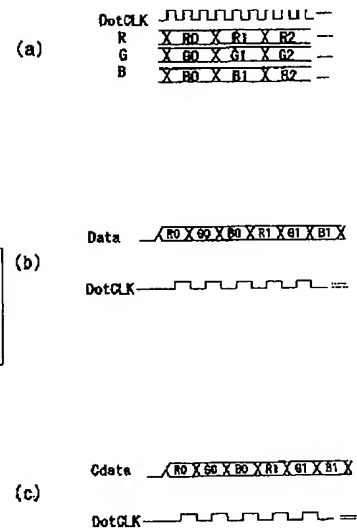 DotCLK
(a)
R X R0 X R1 X R2
G X G0 X G1 X G2
B X B0 X B1 X B2
(b)
Data R0 X G0 X B0 X R1 X G1 X B1 X
DotCLK
(c)
Cdata R0 X G0 X B0 X R1 X G1 X B1 X
DotCLK